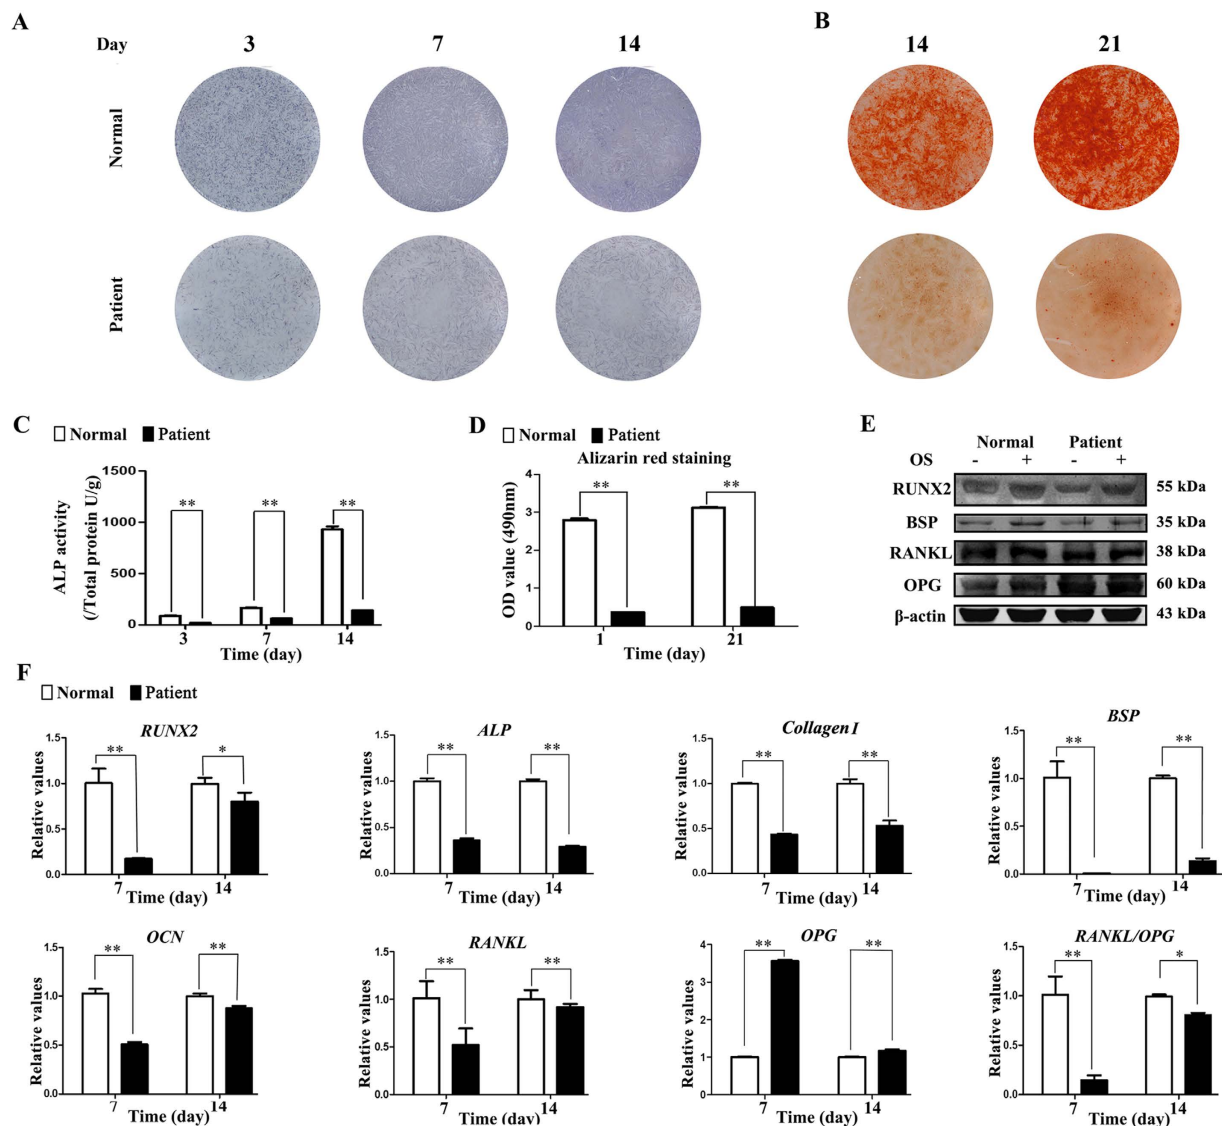 A
B
Day 3 7 14
14 21
Normal
Patient
C
Normal Patient
ALP activity
(/Total protein U/g)
1500
1000
500
0
** ** **
3 7 14
Time (day)
D
Normal Patient
Alizarin red staining
OD value (490nm)
4
3
2
1
0
** **
1 21
Time (day)
E
Normal Patient
OS - + - +
RUNX2 55 kDa
BSP 35 kDa
RANKL 38 kDa
OPG 60 kDa
β-actin 43 kDa
F
Normal Patient
RUNX2
Relative values
1.5
1.0
0.5
0.0
** *
7 14
Time (day)
ALP
Relative values
1.5
1.0
0.5
0.0
** **
7 14
Time (day)
Collagen I
Relative values
1.5
1.0
0.5
0.0
** **
7 14
Time (day)
BSP
Relative values
1.5
1.0
0.5
0.0
** **
7 14
Time (day)
OCN
Relative values
1.5
1.0
0.5
0.0
** **
7 14
Time (day)
RANKL
Relative values
1.5
1.0
0.5
0.0
** **
7 14
Time (day)
OPG
Relative values
4
3
2
1
0
** **
7 14
Time (day)
RANKL/OPG
Relative values
1.5
1.0
0.5
0.0
** *
7 14
Time (day)